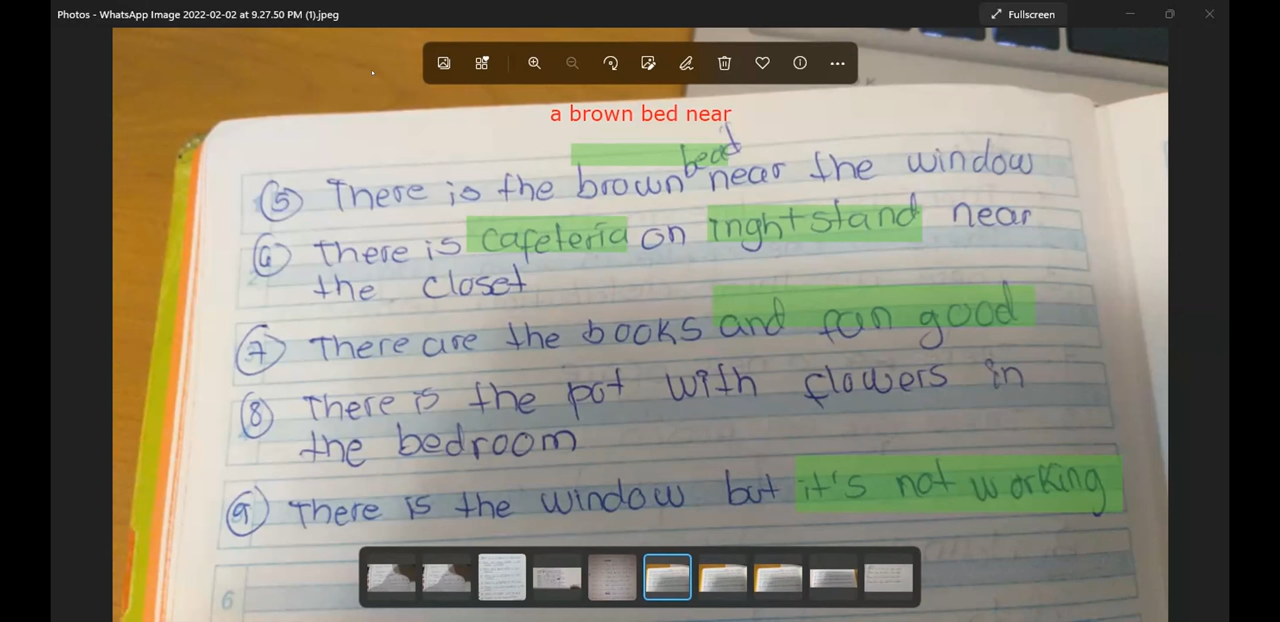 Photos - WhatsApp Image 2022-02-02 at 9.27.50 PM (1).jpeg
Fullscreen
a brown bed near
bead
5 There is the brown near the window
6 There is cafeteria on inghtstand near
the closet
7 There are the books and fan good
8 There is the pot with flowers in
the bedroom
9 There is the window but it's not working
6